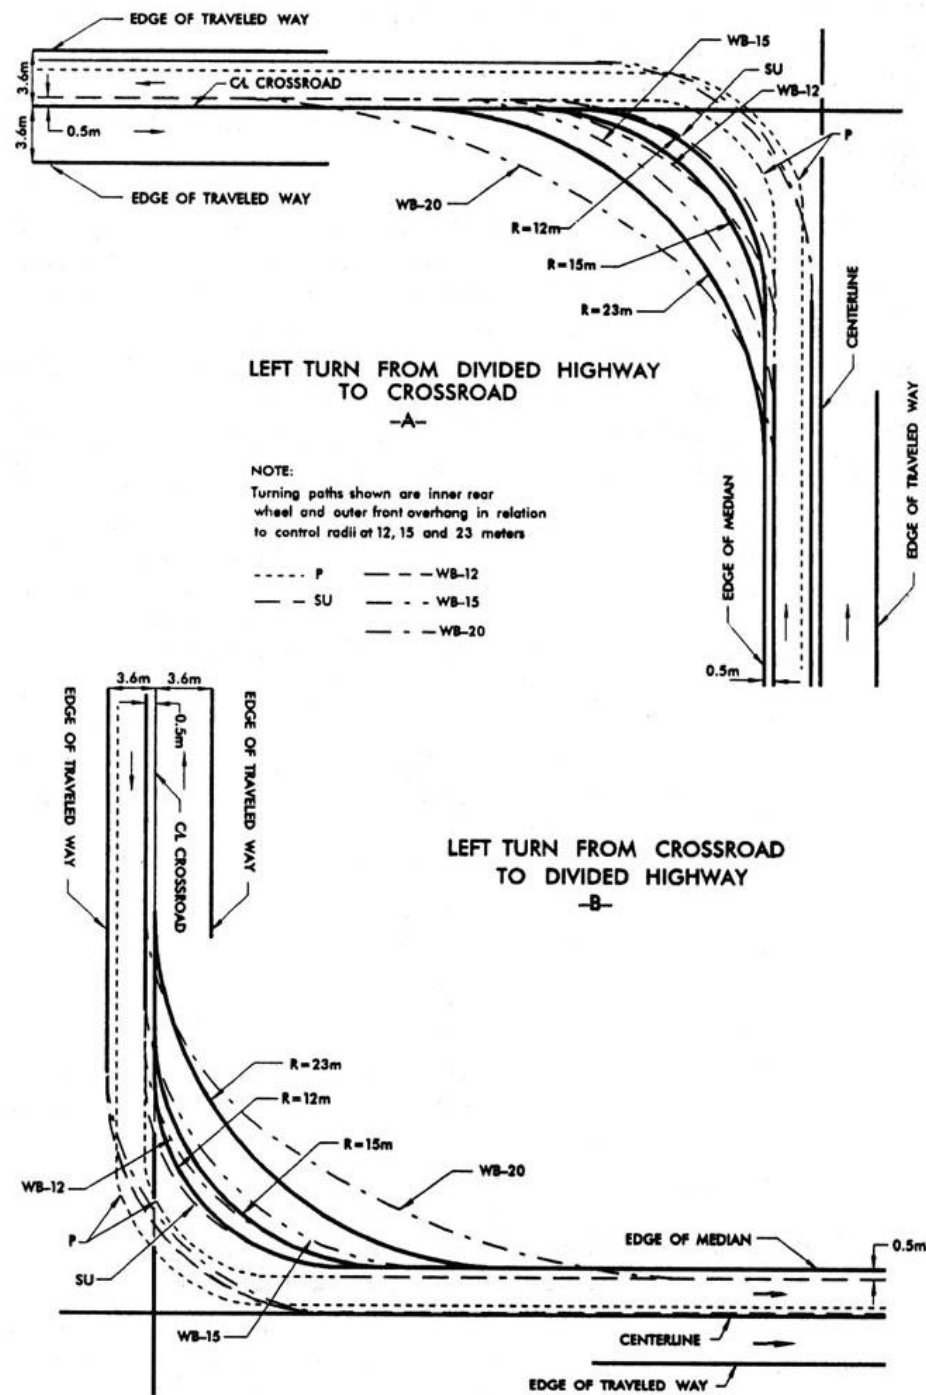 EDGE OF TRAVELED WAY
WB-15
SU
WB-12
3.6m
C/L CROSSROAD
0.5m
P
3.6m
EDGE OF TRAVELED WAY
WB-20
R=12m
R=15m
R=23m
CENTERLINE
LEFT TURN FROM DIVIDED HIGHWAY
TO CROSSROAD
-A-
NOTE:
Turning paths shown are inner rear
wheel and outer front overhang in relation
to control radii at 12, 15 and 23 meters
P
WB-12
SU
WB-15
WB-20
EDGE OF MEDIAN
EDGE OF TRAVELED WAY
0.5m
3.6m
3.6m
EDGE OF TRAVELED WAY
0.5m
C/L CROSSROAD
EDGE OF TRAVELED WAY
LEFT TURN FROM CROSSROAD
TO DIVIDED HIGHWAY
-B-
R=23m
R=12m
R=15m
WB-12
WB-20
P
SU
WB-15
EDGE OF MEDIAN
0.5m
CENTERLINE
EDGE OF TRAVELED WAY